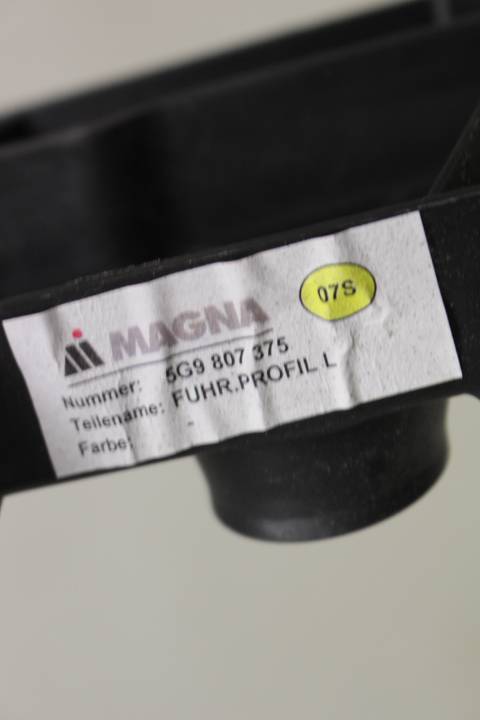 MAGNA
07S
Nummer: 5G9 807 375
Teilename: FUHR.PROFIL L
Farbe: -